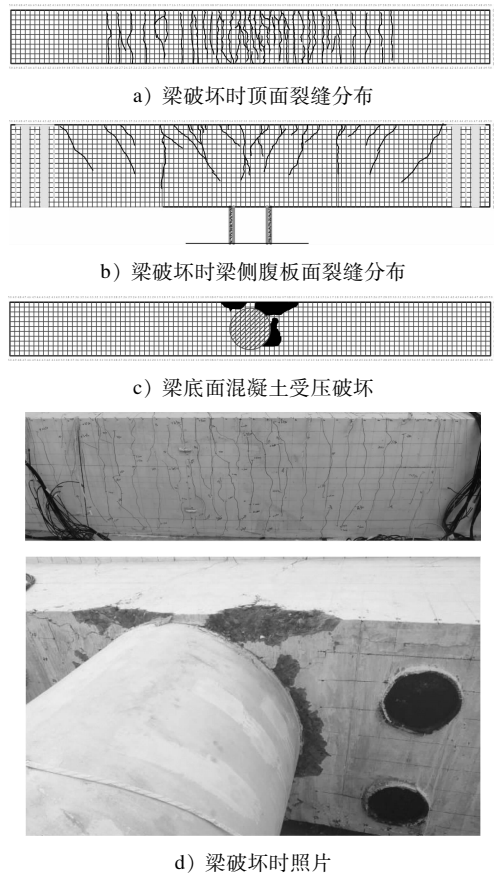 a）梁破坏时顶面裂缝分布
b）梁破坏时梁侧腹板面裂缝分布
c）梁底面混凝土受压破坏
d）梁破坏时照片